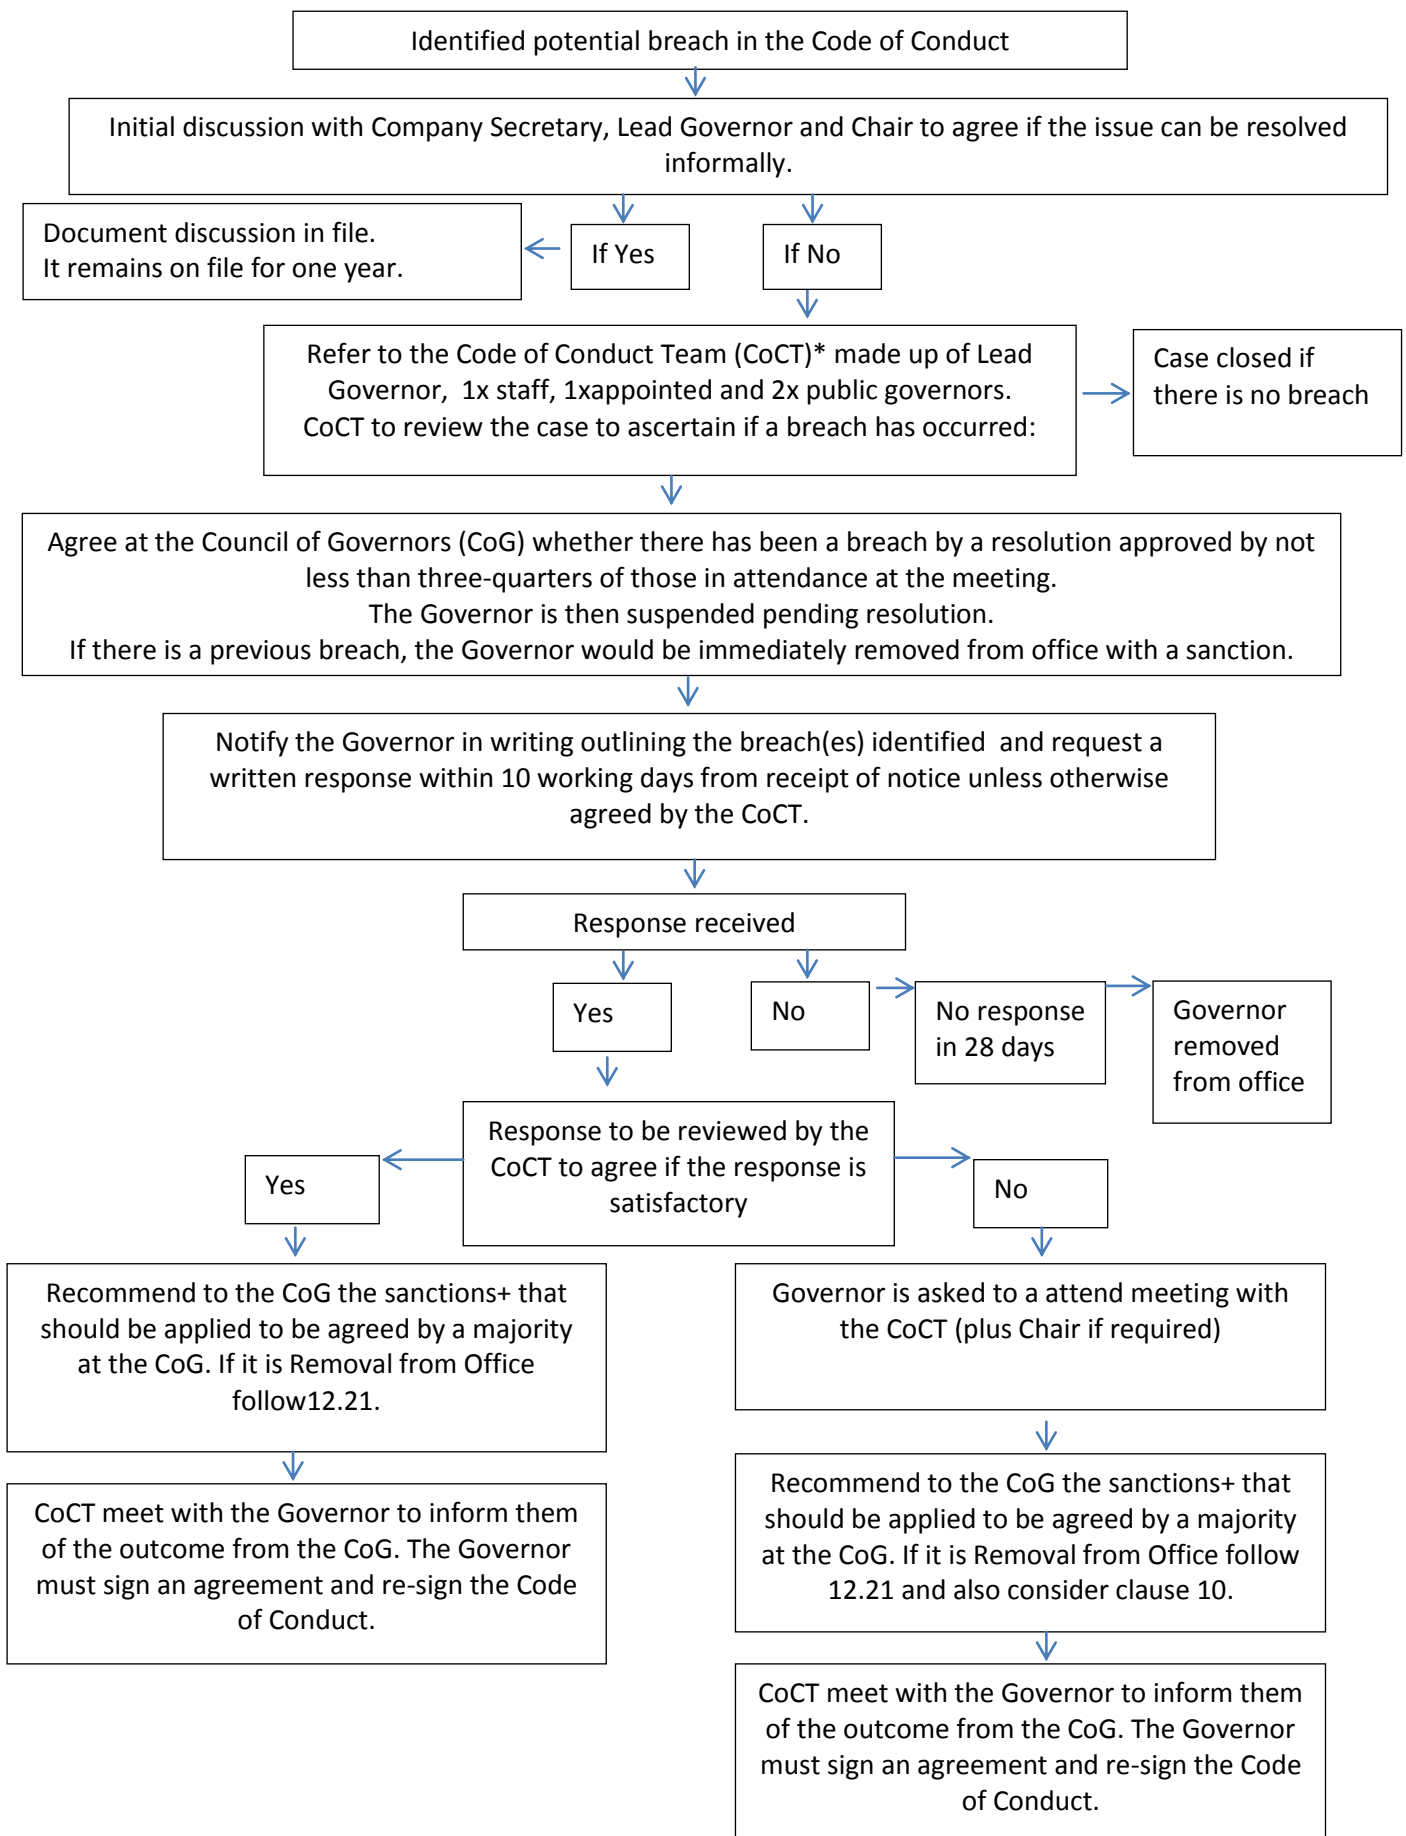 Identified potential breach in the Code of Conduct
Initial discussion with Company Secretary, Lead Governor and Chair to agree if the issue can be resolved
informally.
Document discussion in file.
It remains on file for one year.
If Yes
If No
Refer to the Code of Conduct Team (CoCT)* made up of Lead
Governor,  1x staff, 1xappointed and 2x public governors.
CoCT to review the case to ascertain if a breach has occurred:
Case closed if
there is no breach
Agree at the Council of Governors (CoG) whether there has been a breach by a resolution approved by not
less than three-quarters of those in attendance at the meeting.
The Governor is then suspended pending resolution.
If there is a previous breach, the Governor would be immediately removed from office with a sanction.
Notify the Governor in writing outlining the breach(es) identified  and request a
written response within 10 working days from receipt of notice unless otherwise
agreed by the CoCT.
Response received
Yes
No
No response
in 28 days
Governor
removed
from office
Response to be reviewed by the
CoCT to agree if the response is
satisfactory
Yes
No
Recommend to the CoG the sanctions+ that
should be applied to be agreed by a majority
at the CoG. If it is Removal from Office
follow12.21.
Governor is asked to a attend meeting with
the CoCT (plus Chair if required)
CoCT meet with the Governor to inform them
of the outcome from the CoG. The Governor
must sign an agreement and re-sign the Code
of Conduct.
Recommend to the CoG the sanctions+ that
should be applied to be agreed by a majority
at the CoG. If it is Removal from Office follow
12.21 and also consider clause 10.
CoCT meet with the Governor to inform them
of the outcome from the CoG. The Governor
must sign an agreement and re-sign the Code
of Conduct.